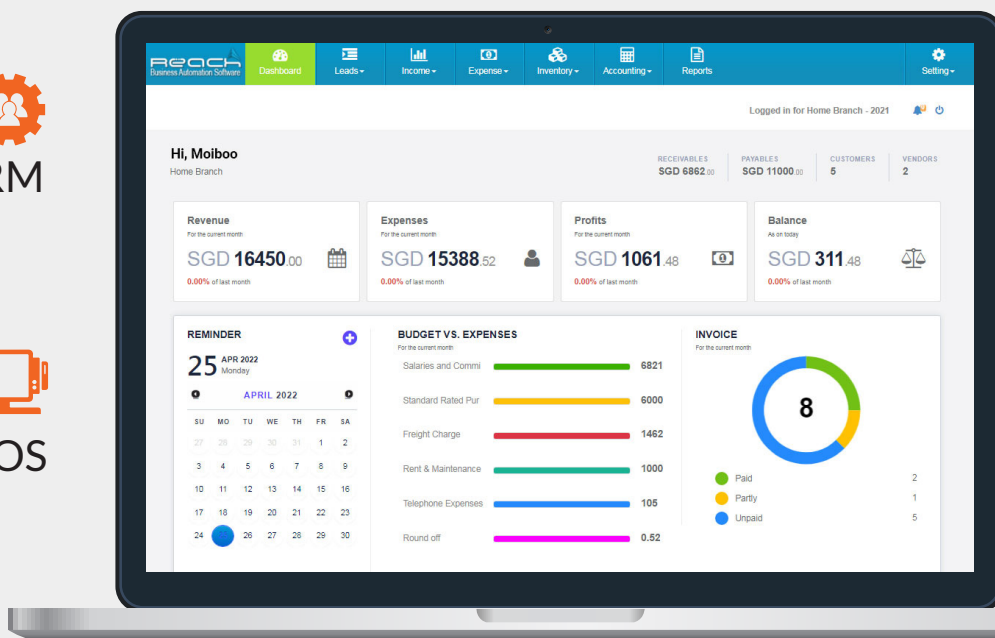 RM
OS
Reach
Business Automation Software
Dashboard
Leads
Income
Expense
Inventory
Accounting
Reports
Setting
Logged in for Home Branch - 2021
Hi, Moiboo
Home Branch
RECEIVABLES
SGD 6862.00
PAYABLES
SGD 11000.00
CUSTOMERS
5
VENDORS
2
Revenue
For the current month
SGD 16450.00
0.00% of last month
Expenses
For the current month
SGD 15388.52
0.00% of last month
Profits
For the current month
SGD 1061.48
0.00% of last month
Balance
As on today
SGD 311.48
0.00% of last month
REMINDER
25 APR 2022
Monday
APRIL 2022
SU MO TU WE TH FR SA
27 28 29 30 31 1 2
3 4 5 6 7 8 9
10 11 12 13 14 15 16
17 18 19 20 21 22 23
24 26 27 28 29 30
BUDGET VS. EXPENSES
For the current month
Salaries and Commi 6821
Standard Rated Pur 6000
Freight Charge 1462
Rent & Maintenance 1000
Telephone Expenses 105
Round off 0.52
INVOICE
For the current month
8
Paid 2
Partly 1
Unpaid 5